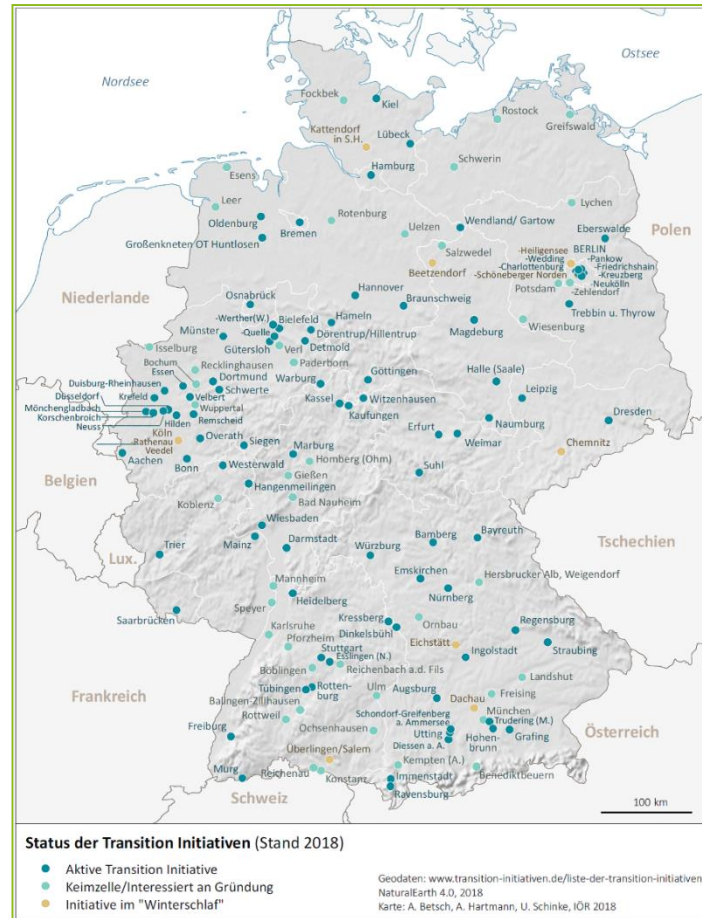 Nordsee
Ostsee
Fockbek
Kiel
Rostock
Greifswald
Kattendorf
in S.H.
Lübeck
Hamburg
Schwerin
Esens
Leer
Lychen
Oldenburg
Bremen
Rotenburg
Uelzen
Wendland/ Gartow
Eberswalde
Polen
Großenkneten OT Huntlosen
Salzwedel
Beetzendorf
BERLIN
-Heiligensee
-Wedding
-Pankow
-Charlottenburg
-Friedrichshain
-Schöneberger Norden
-Kreuzberg
-Neukölln
Potsdam
-Zehlendorf
Niederlande
Osnabrück
Hannover
Braunschweig
Trebbin u. Thyrow
-Werther(W.)
Bielefeld
Hameln
Magdeburg
Wiesenburg
Münster
-Quelle
Dörentrup/Hillentrup
Isselburg
Gütersloh
Verl
Detmold
Bochum
Essen
Recklinghausen
Paderborn
Duisburg-Rheinhausen
Dortmund
Warburg
Göttingen
Halle (Saale)
Leipzig
Düsseldorf
Krefeld
Velbert
Schwerte
Kassel
Witzenhausen
Mönchengladbach
Wuppertal
Kaufungen
Naumburg
Dresden
Korschenbroich
Hilden
Remscheid
Neuss
Erfurt
Weimar
Köln
Rathenau
Veedel
Overath
Siegen
Marburg
Chemnitz
Aachen
Bonn
Westerwald
Homberg (Ohm)
Suhl
Belgien
Gießen
Hangenmeilingen
Koblenz
Bad Nauheim
Wiesbaden
Lux.
Trier
Mainz
Darmstadt
Würzburg
Bamberg
Bayreuth
Tschechien
Emskirchen
Hersbrucker Alb, Weigendorf
Mannheim
Heidelberg
Nürnberg
Saarbrücken
Speyer
Kressberg
Ornbau
Regensburg
Karlsruhe
Dinkelsbühl
Pforzheim
Eichstätt
Straubing
Stuttgart
Esslingen (N.)
Ingolstadt
Böblingen
Reichenbach a.d. Fils
Landshut
Frankreich
Tübingen
Rotten-
burg
Ulm
Augsburg
Dachau
Freising
Balingen-Zillhausen
Schondorf-Greifenberg
a. Ammersee
München
Trudering (M.)
Rottweil
Ochsenhausen
Utting
Hohen-
brunn
Grafing
Österreich
Freiburg
Diessen a. A.
Überlingen/Salem
Kempten (A.)
Benediktbeuern
Murg
Reichenau
Konstanz
Immenstadt
Ravensburg
Schweiz
100 km
Status der Transition Initiativen (Stand 2018)
Aktive Transition Initiative
Keimzelle/Interessiert an Gründung
Initiative im "Winterschlaf"
Geodaten: www.transition-initiativen.de/liste-der-transition-initiativen
NaturalEarth 4.0, 2018
Karte: A. Betsch, A. Hartmann, U. Schinke, IÖR 2018